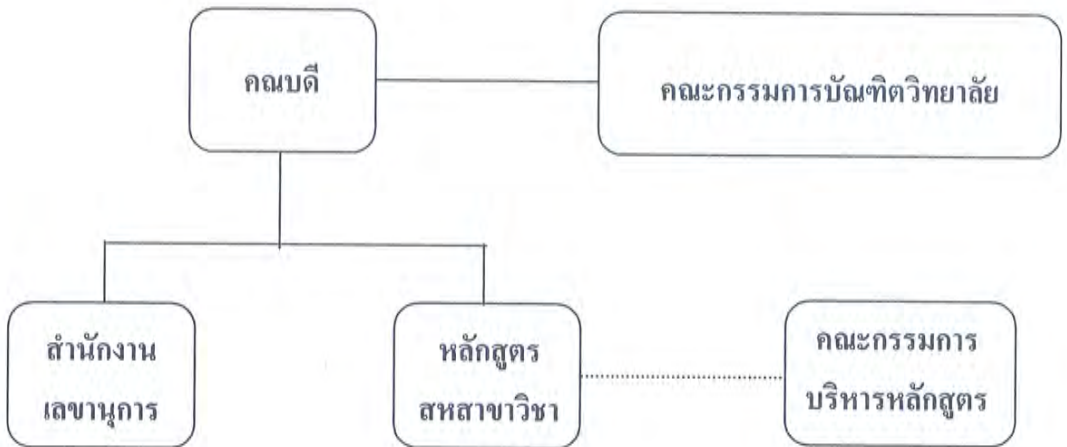 คณบดี
คณะกรรมการบัณฑิตวิทยาลัย
สำนักงาน
เลขานุการ
หลักสูตร
สหสาขาวิชา
คณะกรรมการ
บริหารหลักสูตร